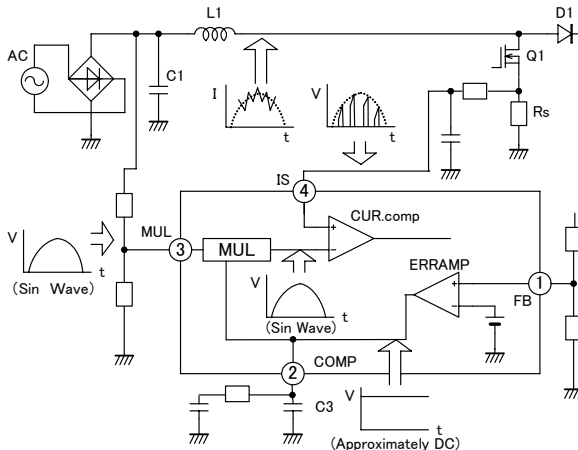 L1
D1
AC
Q1
C1
I
V
Rs
t
t
IS
4
CUR.comp
+
−
MUL
3
MUL
V
t
(Sin Wave)
ERRAMP
1
+
−
FB
V
t
(Sin Wave)
COMP
2
C3
V
t
(Approximately DC)